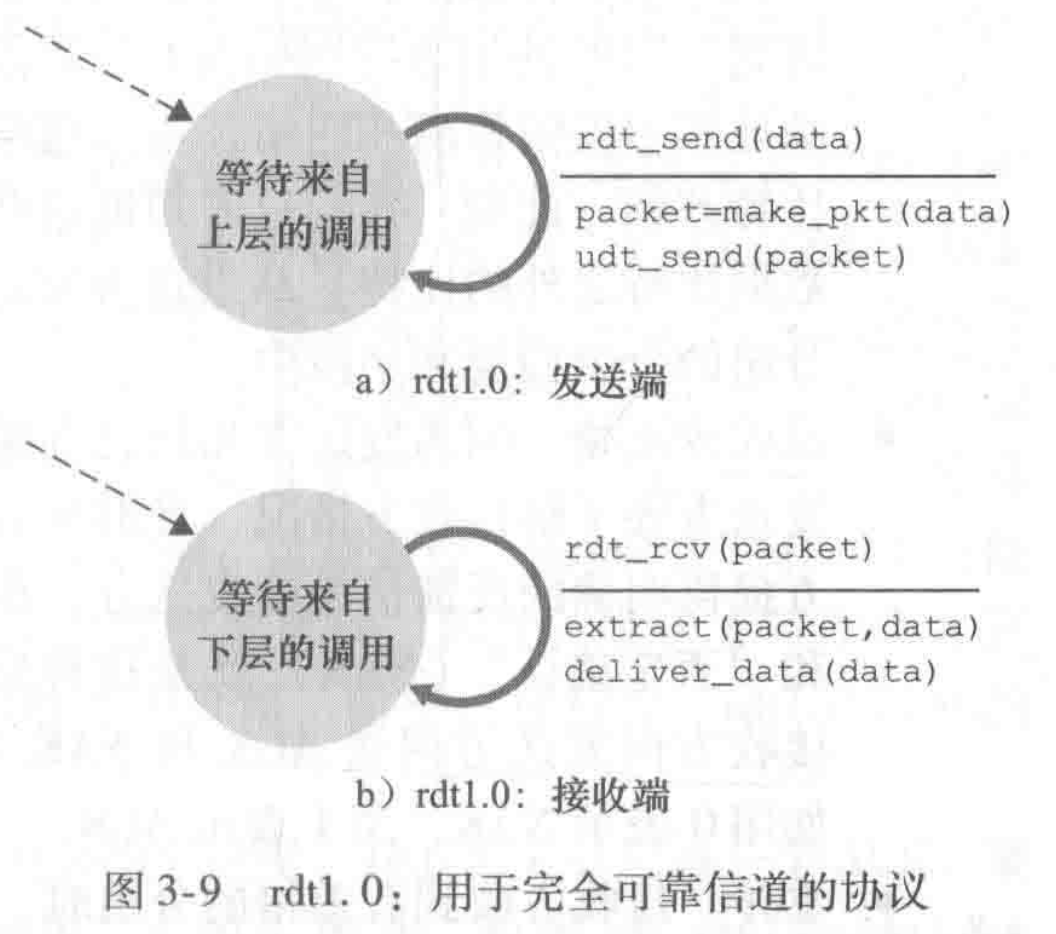 等待来自
上层的调用
rdt_send(data)
packet=make_pkt(data)
udt_send(packet)
a）rdt1.0：发送端
等待来自
下层的调用
rdt_rcv(packet)
extract(packet,data)
deliver_data(data)
b）rdt1.0：接收端
图 3-9 rdt1.0：用于完全可靠信道的协议